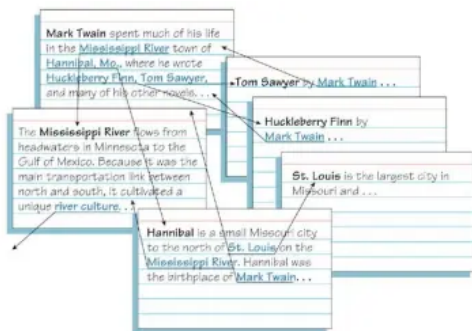 Mark Twain spent much of his life
in the Mississippi River town of
Hannibal, Mo., where he wrote
Huckleberry Finn, Tom Sawyer,
and many of his other novels. . .
Tom Sawyer by Mark Twain . . .
Huckleberry Finn by
Mark Twain . . .
The Mississippi River flows from
headwaters in Minnesota to the
Gulf of Mexico. Because it was the
main transportation link between
north and south, it cultivated a
unique river culture. . .
St. Louis is the largest city in
Missouri and . . .
Hannibal is a small Missouri city
to the north of St. Louis on the
Mississippi River. Hannibal was
the birthplace of Mark Twain. . .